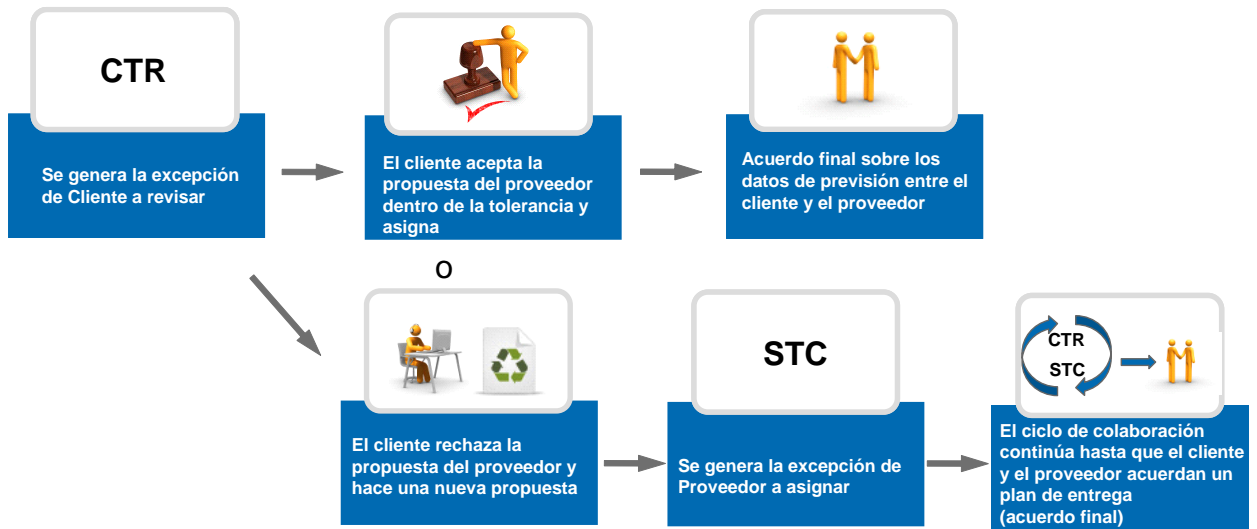 CTR
Se genera la excepción
de Cliente a revisar
El cliente acepta la
propuesta del proveedor
dentro de la tolerancia y
asigna
Acuerdo final sobre los
datos de previsión entre el
cliente y el proveedor
O
El cliente rechaza la
propuesta del proveedor y
hace una nueva propuesta
STC
Se genera la excepción de
Proveedor a asignar
CTR
STC
El ciclo de colaboración
continúa hasta que el cliente
y el proveedor acuerdan un
plan de entrega
(acuerdo final)